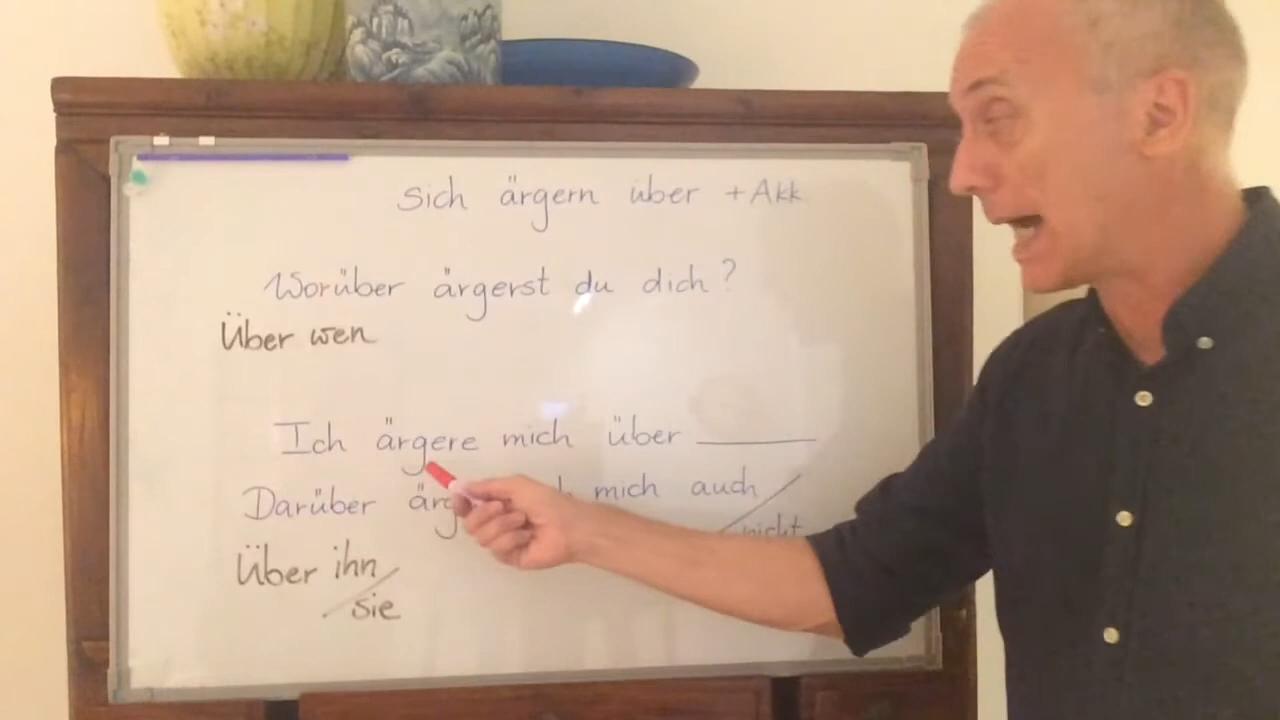 Sich ärgern über + Akk
Worüber ärgerst du dich?
Über wen
Ich ärgere mich über ______
Darüber mich auch /
nicht
Über ihn /
sie